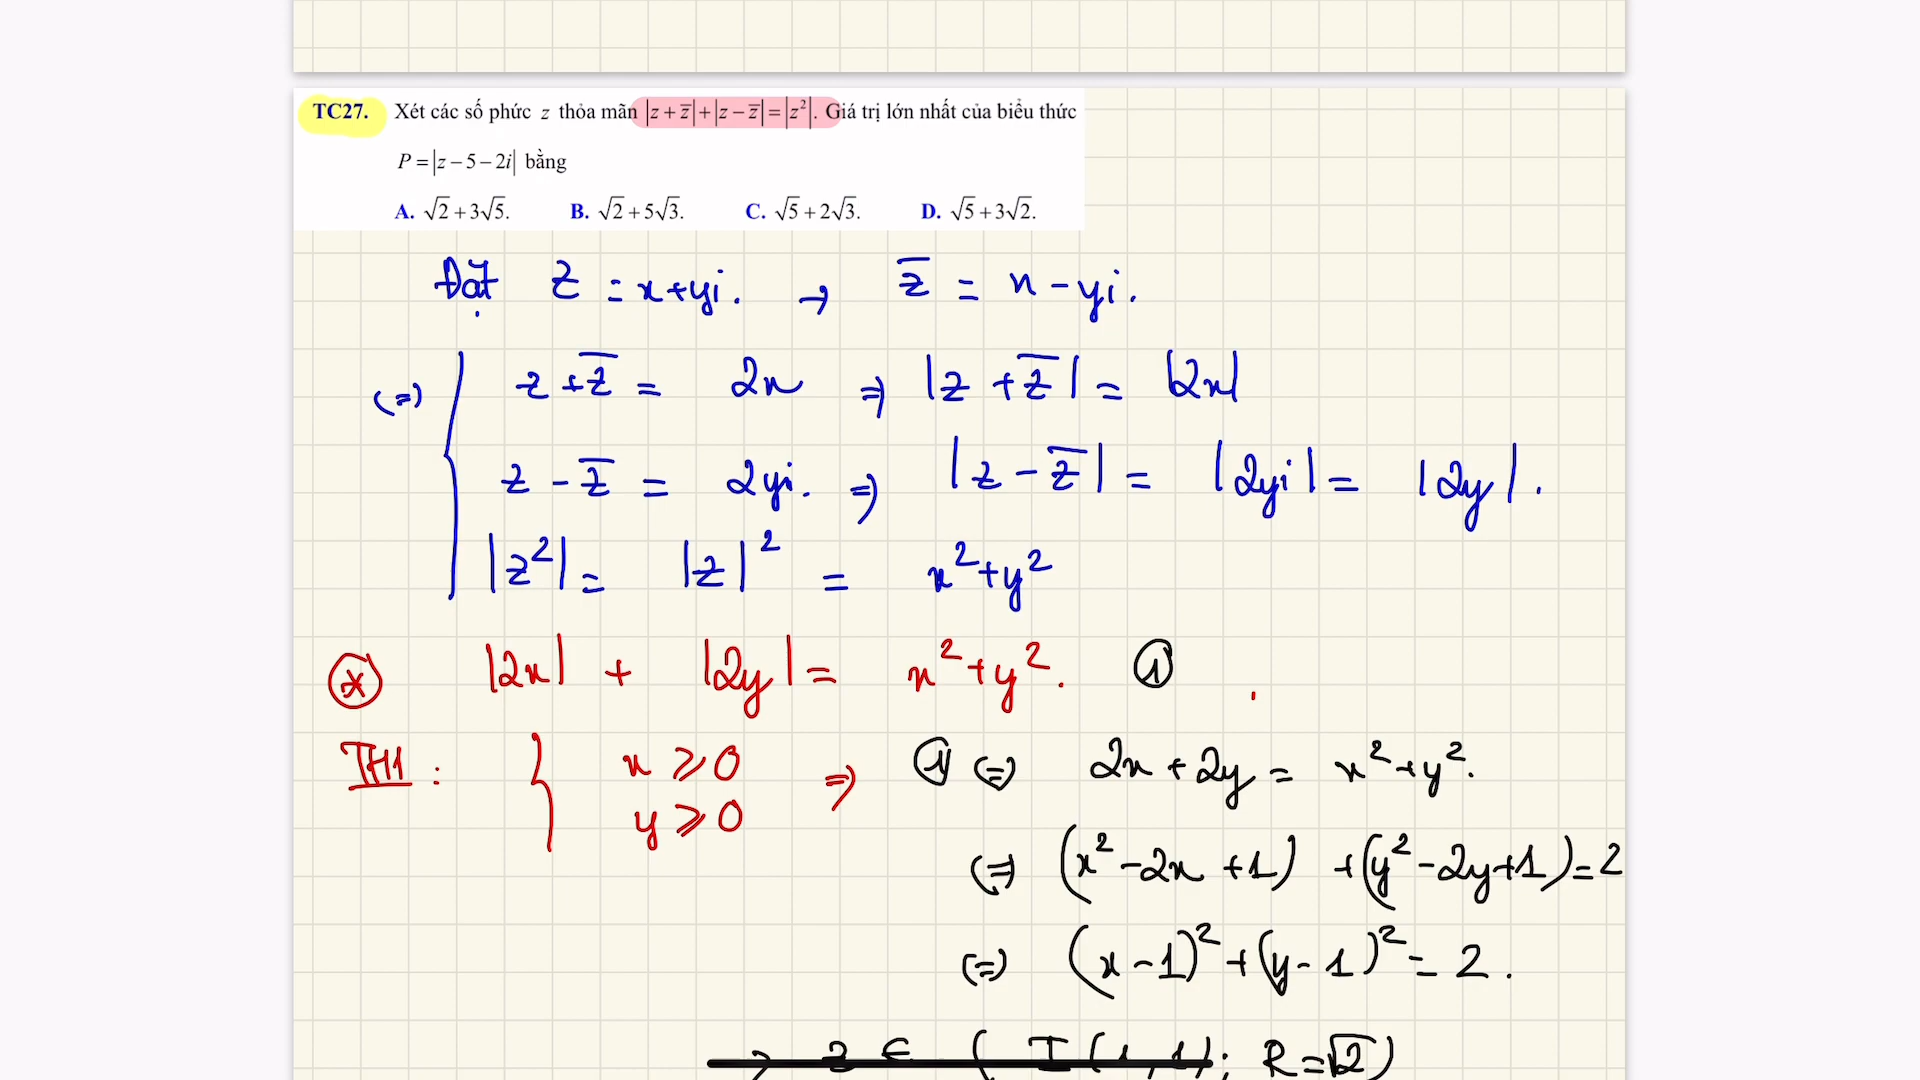 TC27. Xét các số phức z thỏa mãn |z + z̅| + |z − z̅| = |z²|. Giá trị lớn nhất của biểu thức
P = |z − 5 − 2i| bằng
A. √2 + 3√5. B. √2 + 5√3. C. √5 + 2√3. D. √5 + 3√2.
Đặt z = x + yi. → z̅ = x − yi.
(=) z + z̅ = 2x => |z + z̅| = |2x|
z − z̅ = 2yi. => |z − z̅| = |2yi| = |2y|.
|z²| = |z|² = x² + y²
(*) |2x| + |2y| = x² + y². (1)
TH1: { x ⩾ 0 => (1) (=) 2x + 2y = x² + y².
y ⩾ 0
(=) (x² − 2x + 1) + (y² − 2y + 1) = 2
(=) (x − 1)² + (y − 1)² = 2.
z ∈ ( I (1, 1); R = √2 )